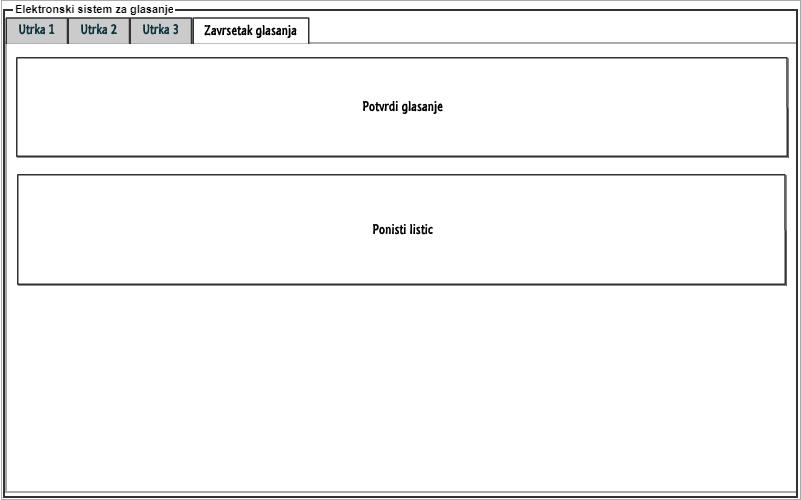 Elektronski sistem za glasanje
Utrka 1 Utrka 2 Utrka 3 Zavrsetak glasanja
Potvrdi glasanje
Ponisti listic